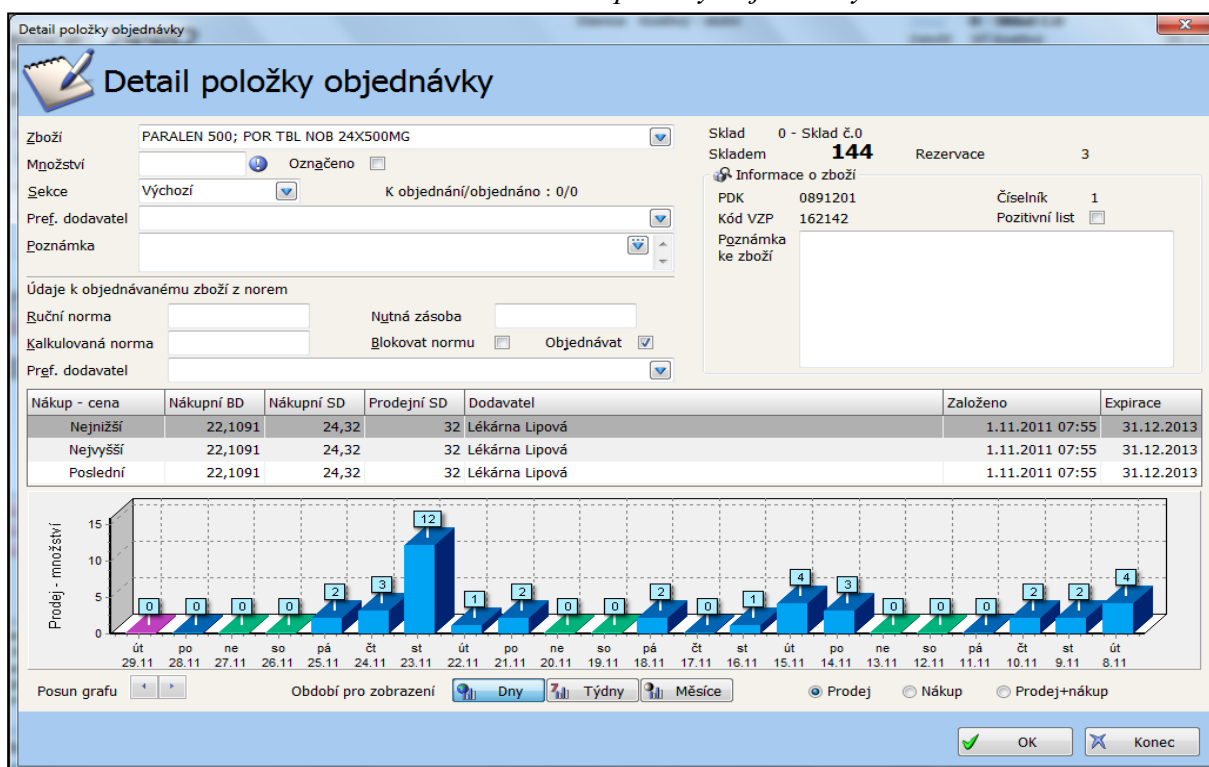 Detail položky objednávky
Detail položky objednávky
Zboží PARALEN 500; POR TBL NOB 24X500MG
Množství Označeno
Sekce Výchozí K objednání/objednáno : 0/0
Pref. dodavatel
Poznámka
Sklad 0 - Sklad č.0
Skladem 144 Rezervace 3
Informace o zboží
PDK 0891201 Číselník 1
Kód VZP 162142 Pozitivní list
Poznámka
ke zboží
Údaje k objednávanému zboží z norem
Ruční norma Nutná zásoba
Kalkulovaná norma Blokovat normu Objednávat
Pref. dodavatel
Nákup - cena Nákupní BD Nákupní SD Prodejní SD Dodavatel Založeno Expirace
Nejnižší 22,1091 24,32 32 Lékárna Lipová 1.11.2011 07:55 31.12.2013
Nejvyšší 22,1091 24,32 32 Lékárna Lipová 1.11.2011 07:55 31.12.2013
Poslední 22,1091 24,32 32 Lékárna Lipová 1.11.2011 07:55 31.12.2013
Prodej - množství
15
10
5
0
0 0 0 0 2 3 12 1 2 0 0 2 0 1 4 3 0 0 0 2 2 4
út po ne so pá čt st út po ne so pá čt st út po ne so pá čt st út
29.11 28.11 27.11 26.11 25.11 24.11 23.11 22.11 21.11 20.11 19.11 18.11 17.11 16.11 15.11 14.11 13.11 12.11 11.11 10.11 9.11 8.11
Posun grafu Období pro zobrazení Dny 7 Týdny Měsíce Prodej Nákup Prodej+nákup
OK Konec